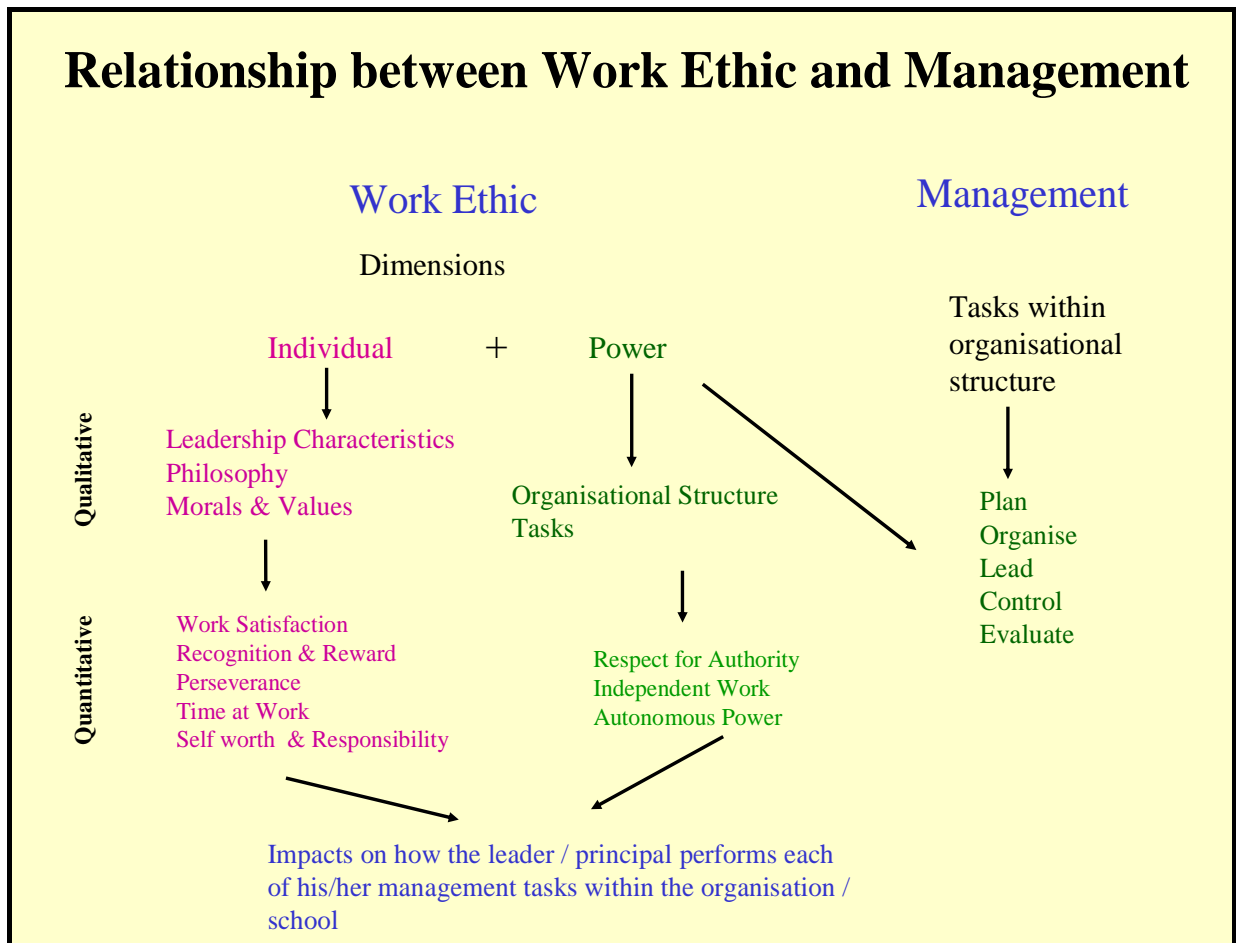 Relationship between Work Ethic and Management
Work Ethic
Management
Dimensions
Individual
+
Power
Tasks within
organisational
structure
Qualitative
Leadership Characteristics
Philosophy
Morals & Values
Organisational Structure
Tasks
Plan
Organise
Lead
Control
Evaluate
Quantitative
Work Satisfaction
Recognition & Reward
Perseverance
Time at Work
Self worth & Responsibility
Respect for Authority
Independent Work
Autonomous Power
Impacts on how the leader / principal performs each
of his/her management tasks within the organisation /
school